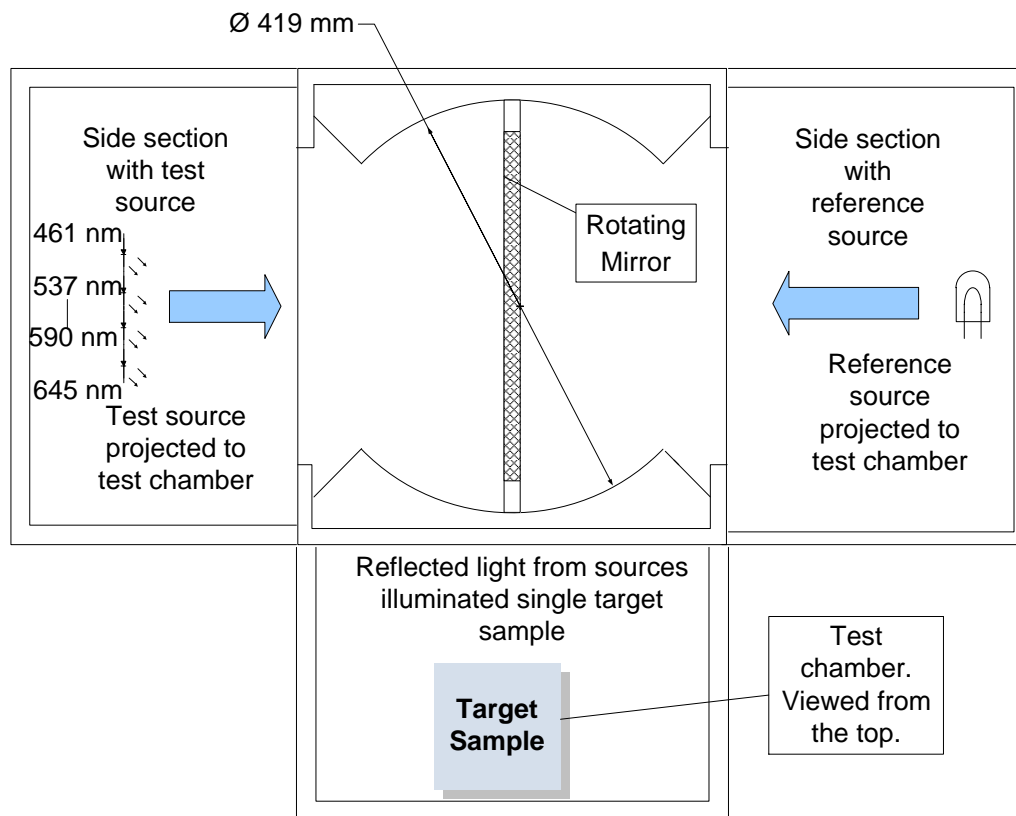 Ø 419 mm
Side section
with test
source
461 nm
537 nm
590 nm
645 nm
Test source
projected to
test chamber
Rotating
Mirror
Side section
with
reference
source
Reference
source
projected to
test chamber
Reflected light from sources
illuminated single target
sample
Target
Sample
Test
chamber.
Viewed from
the top.